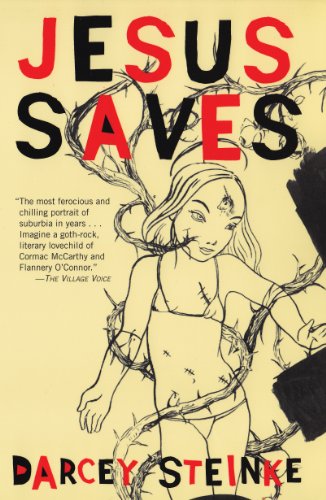 JESUS
SAVES
“The most ferocious and
chilling portrait of
suburbia in years . . .
Imagine a goth-rock,
literary lovechild of
Cormac McCarthy and
Flannery O’Connor.”
—THE VILLAGE VOICE
DARCEY STEINKE